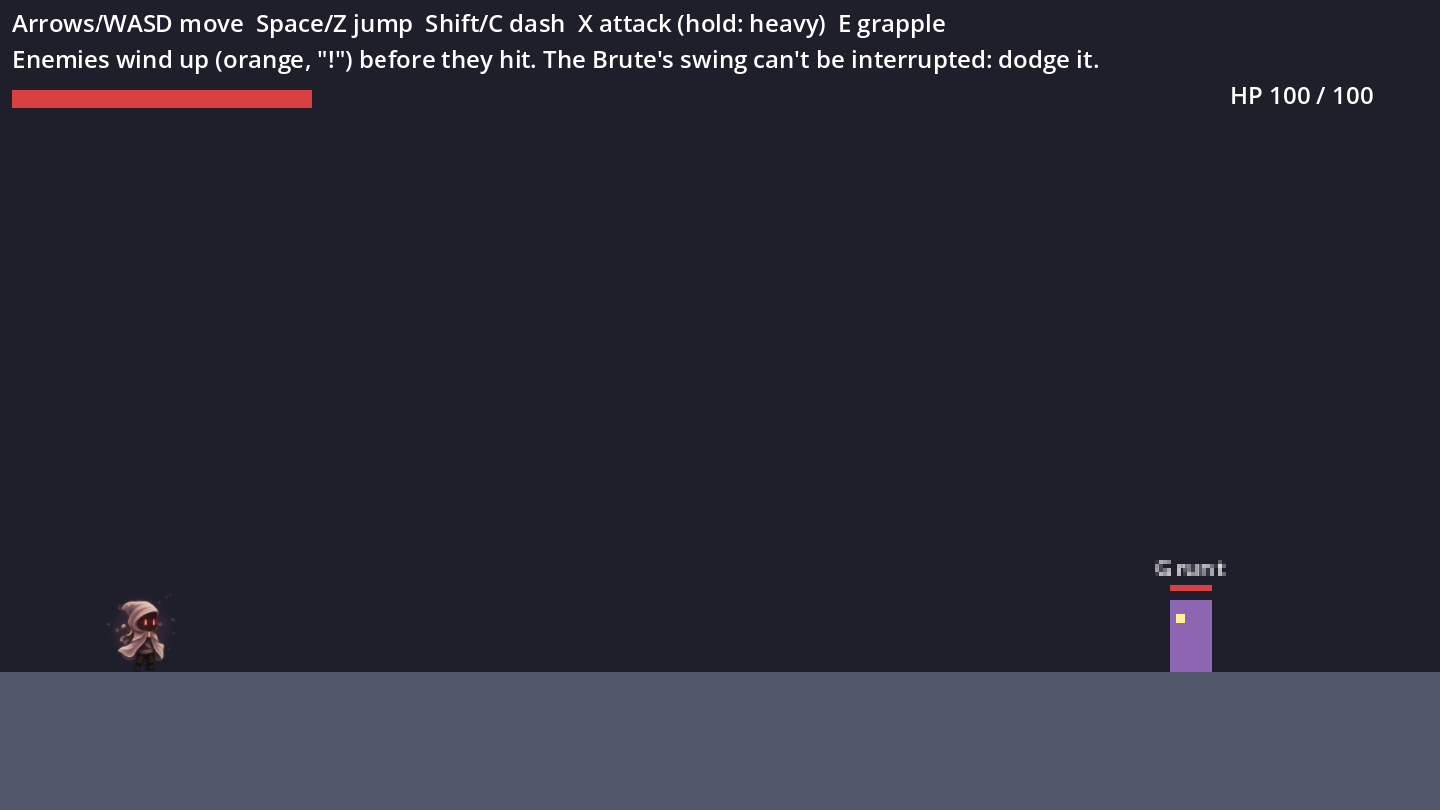 Arrows/WASD move  Space/Z jump  Shift/C dash  X attack (hold: heavy)  E grapple
Enemies wind up (orange, "!") before they hit. The Brute's swing can't be interrupted: dodge it.
HP 100 / 100
Grunt